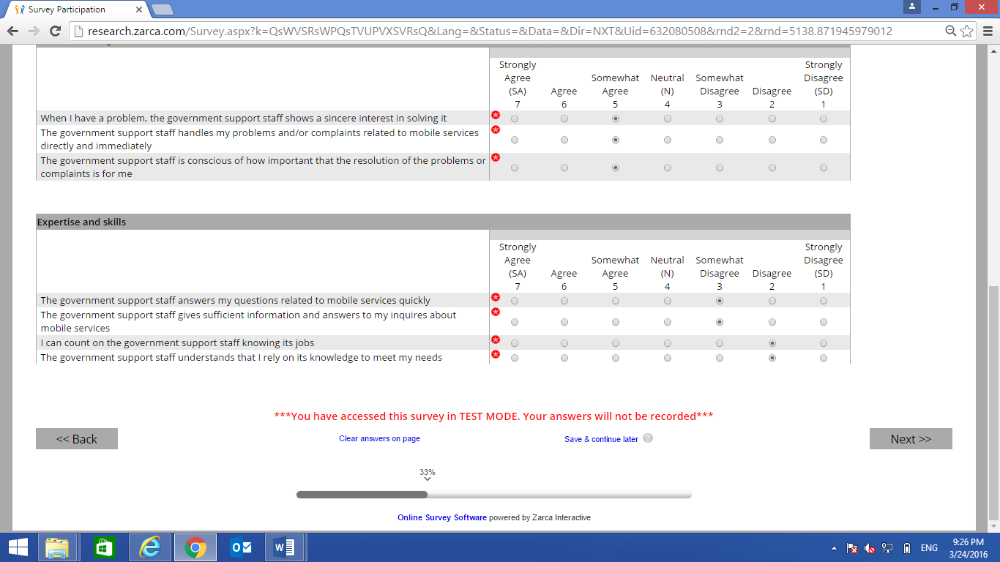 Survey Participation
research.zarca.com/Survey.aspx?k=QsWVSRsWPQsTVUPVXSVRsQ&Lang=&Status=&Data=&Dir=NXT&Uid=632080508&rnd2=2&rnd=5138.871945979012
Strongly Agree (SA) 7
Agree 6
Somewhat Agree 5
Neutral (N) 4
Somewhat Disagree 3
Disagree 2
Strongly Disagree (SD) 1
When I have a problem, the government support staff shows a sincere interest in solving it
The government support staff handles my problems and/or complaints related to mobile services
directly and immediately
The government support staff is conscious of how important that the resolution of the problems or
complaints is for me
Expertise and skills
Strongly Agree (SA) 7
Agree 6
Somewhat Agree 5
Neutral (N) 4
Somewhat Disagree 3
Disagree 2
Strongly Disagree (SD) 1
The government support staff answers my questions related to mobile services quickly
The government support staff gives sufficient information and answers to my inquires about
mobile services
I can count on the government support staff knowing its jobs
The government support staff understands that I rely on its knowledge to meet my needs
***You have accessed this survey in TEST MODE. Your answers will not be recorded***
<< Back
Clear answers on page
Save & continue later ?
Next >>
33%
Online Survey Software powered by Zarca Interactive
ENG
9:26 PM
3/24/2016